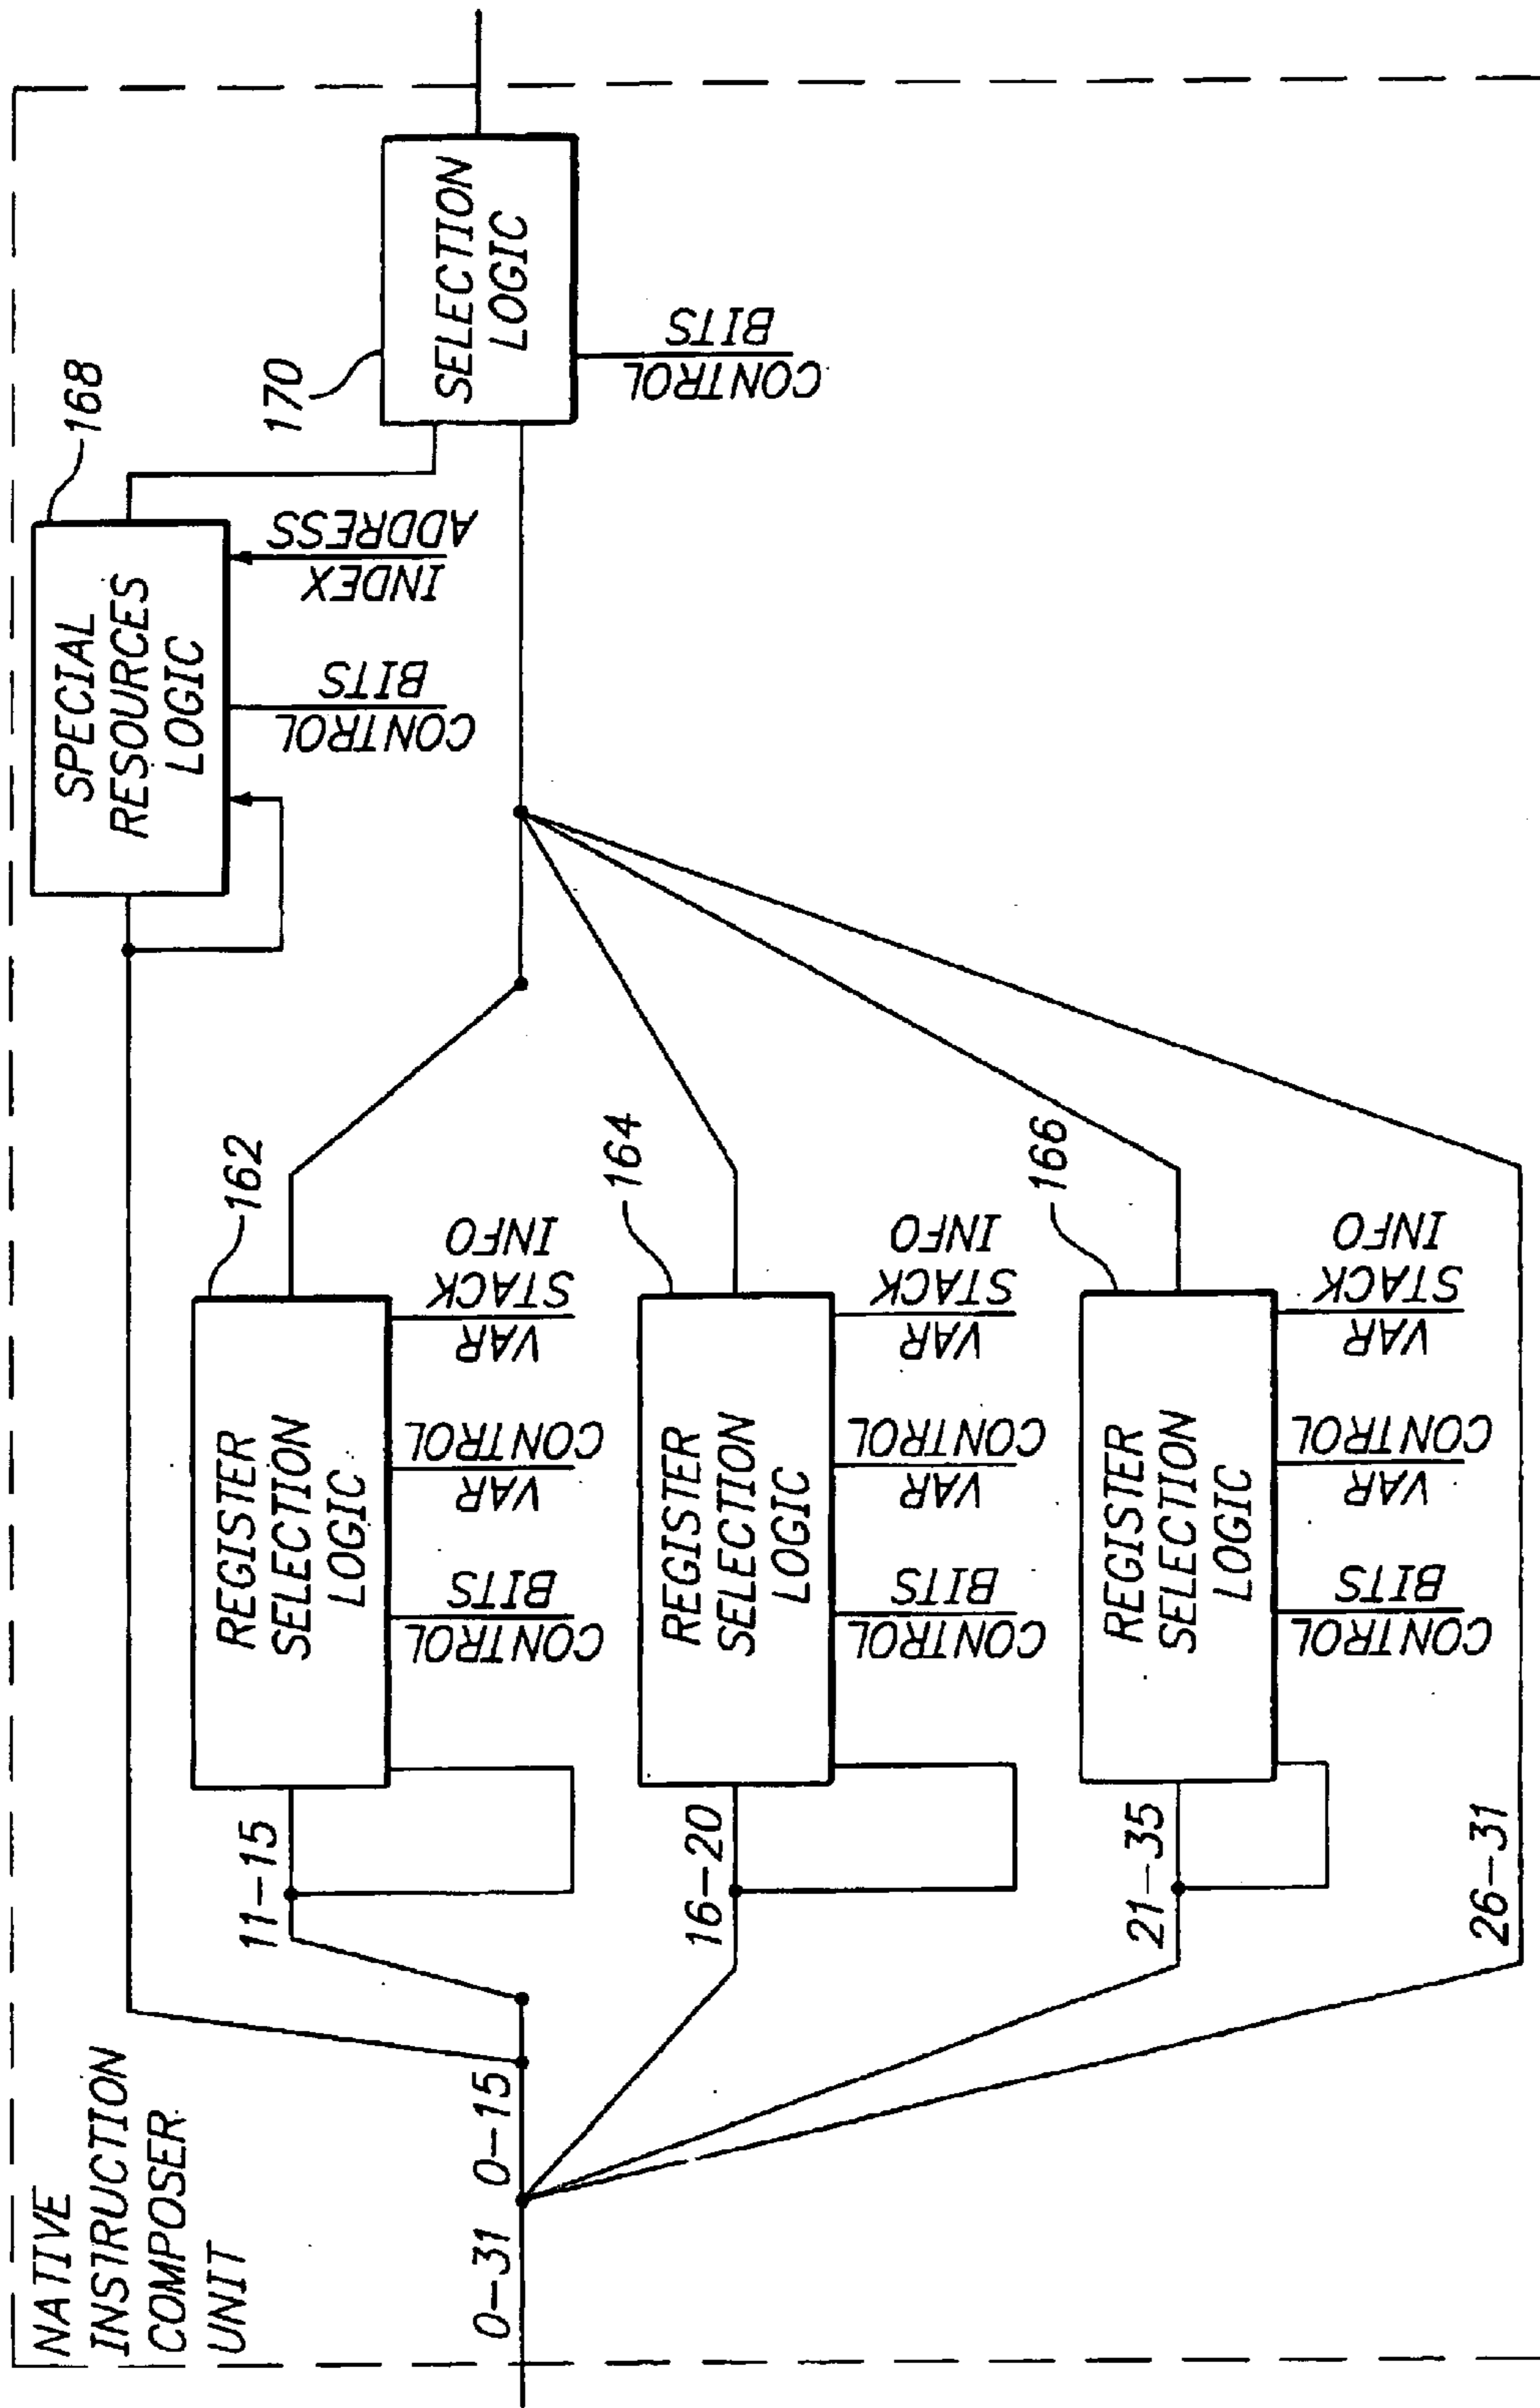 NATIVE
INSTRUCTION
COMPOSER
UNIT
0-31
0-15
11-15
16-20
21-35
26-31
REGISTER
SELECTION
LOGIC
162
CONTROL
BITS
VAR
CONTROL
VAR
STACK
INFO
REGISTER
SELECTION
LOGIC
164
CONTROL
BITS
VAR
CONTROL
VAR
STACK
INFO
REGISTER
SELECTION
LOGIC
166
CONTROL
BITS
VAR
CONTROL
VAR
STACK
INFO
SPECIAL
RESOURCES
LOGIC
168
CONTROL
BITS
INDEX
ADDRESS
170
SELECTION
LOGIC
CONTROL
BITS